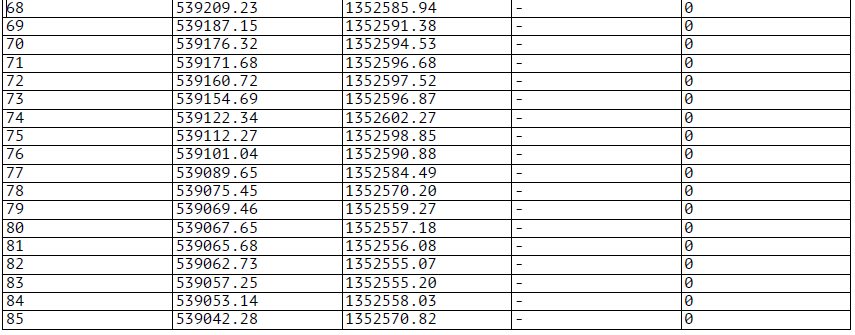 68 539209.23 1352585.94 - 0
69 539187.15 1352591.38 - 0
70 539176.32 1352594.53 - 0
71 539171.68 1352596.68 - 0
72 539160.72 1352597.52 - 0
73 539154.69 1352596.87 - 0
74 539122.34 1352602.27 - 0
75 539112.27 1352598.85 - 0
76 539101.04 1352590.88 - 0
77 539089.65 1352584.49 - 0
78 539075.45 1352570.20 - 0
79 539069.46 1352559.27 - 0
80 539067.65 1352557.18 - 0
81 539065.68 1352556.08 - 0
82 539062.73 1352555.07 - 0
83 539057.25 1352555.20 - 0
84 539053.14 1352558.03 - 0
85 539042.28 1352570.82 - 0